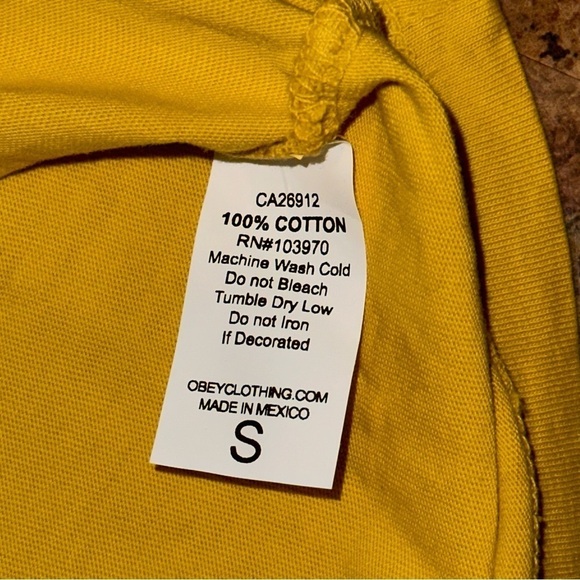 CA26912
100% COTTON
RN#103970
Machine Wash Cold
Do not Bleach
Tumble Dry Low
Do not Iron
If Decorated
OBEYCLOTHING.COM
MADE IN MEXICO
S